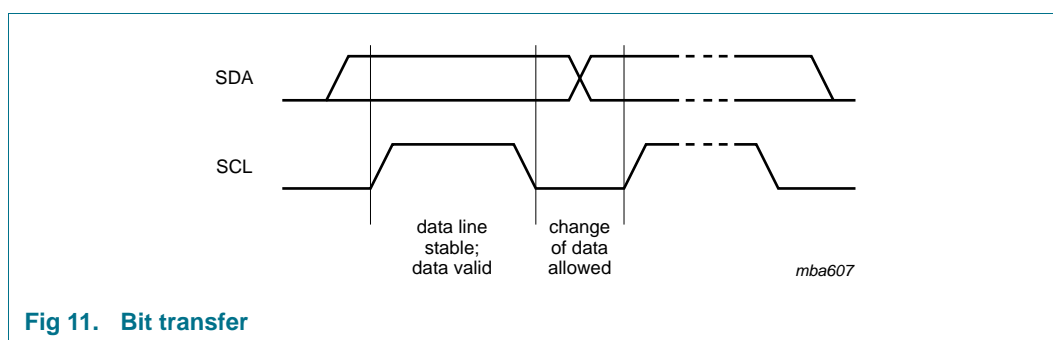 SDA
SCL
data line
stable;
data valid
change
of data
allowed
mba607
Fig 11. Bit transfer